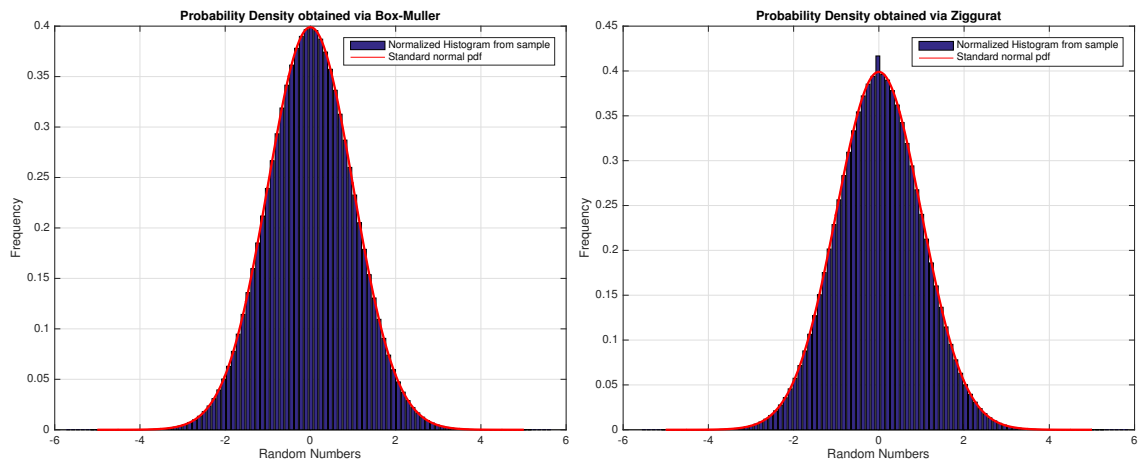 Probability Density obtained via Box-Muller
0.4
0.35
0.3
0.25
0.2
0.15
0.1
0.05
0
Frequency
Normalized Histogram from sample
Standard normal pdf
-6 -4 -2 0 2 4 6
Random Numbers
Probability Density obtained via Ziggurat
0.45
0.4
0.35
0.3
0.25
0.2
0.15
0.1
0.05
0
Frequency
Normalized Histogram from sample
Standard normal pdf
-6 -4 -2 0 2 4 6
Random Numbers